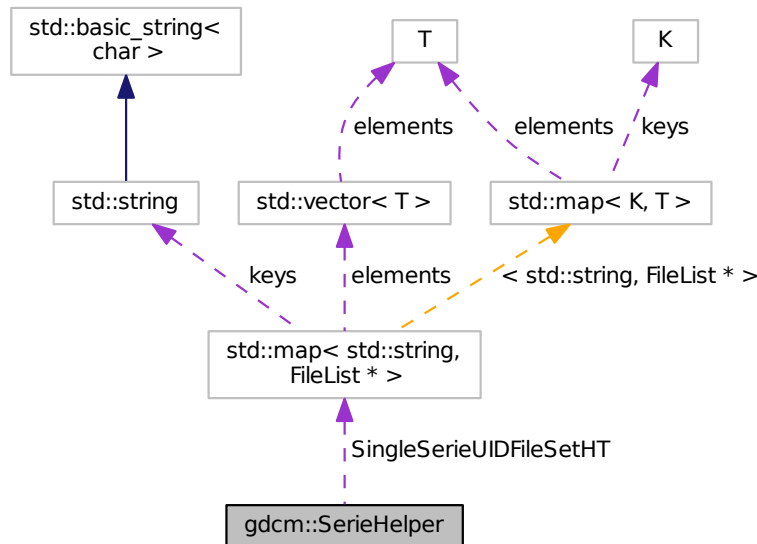 std::basic_string<
char >
T
K
elements
elements
keys
std::string
std::vector< T >
std::map< K, T >
keys
elements
< std::string, FileList * >
std::map< std::string,
FileList * >
SingleSerieUIDFileSetHT
gdcm::SerieHelper